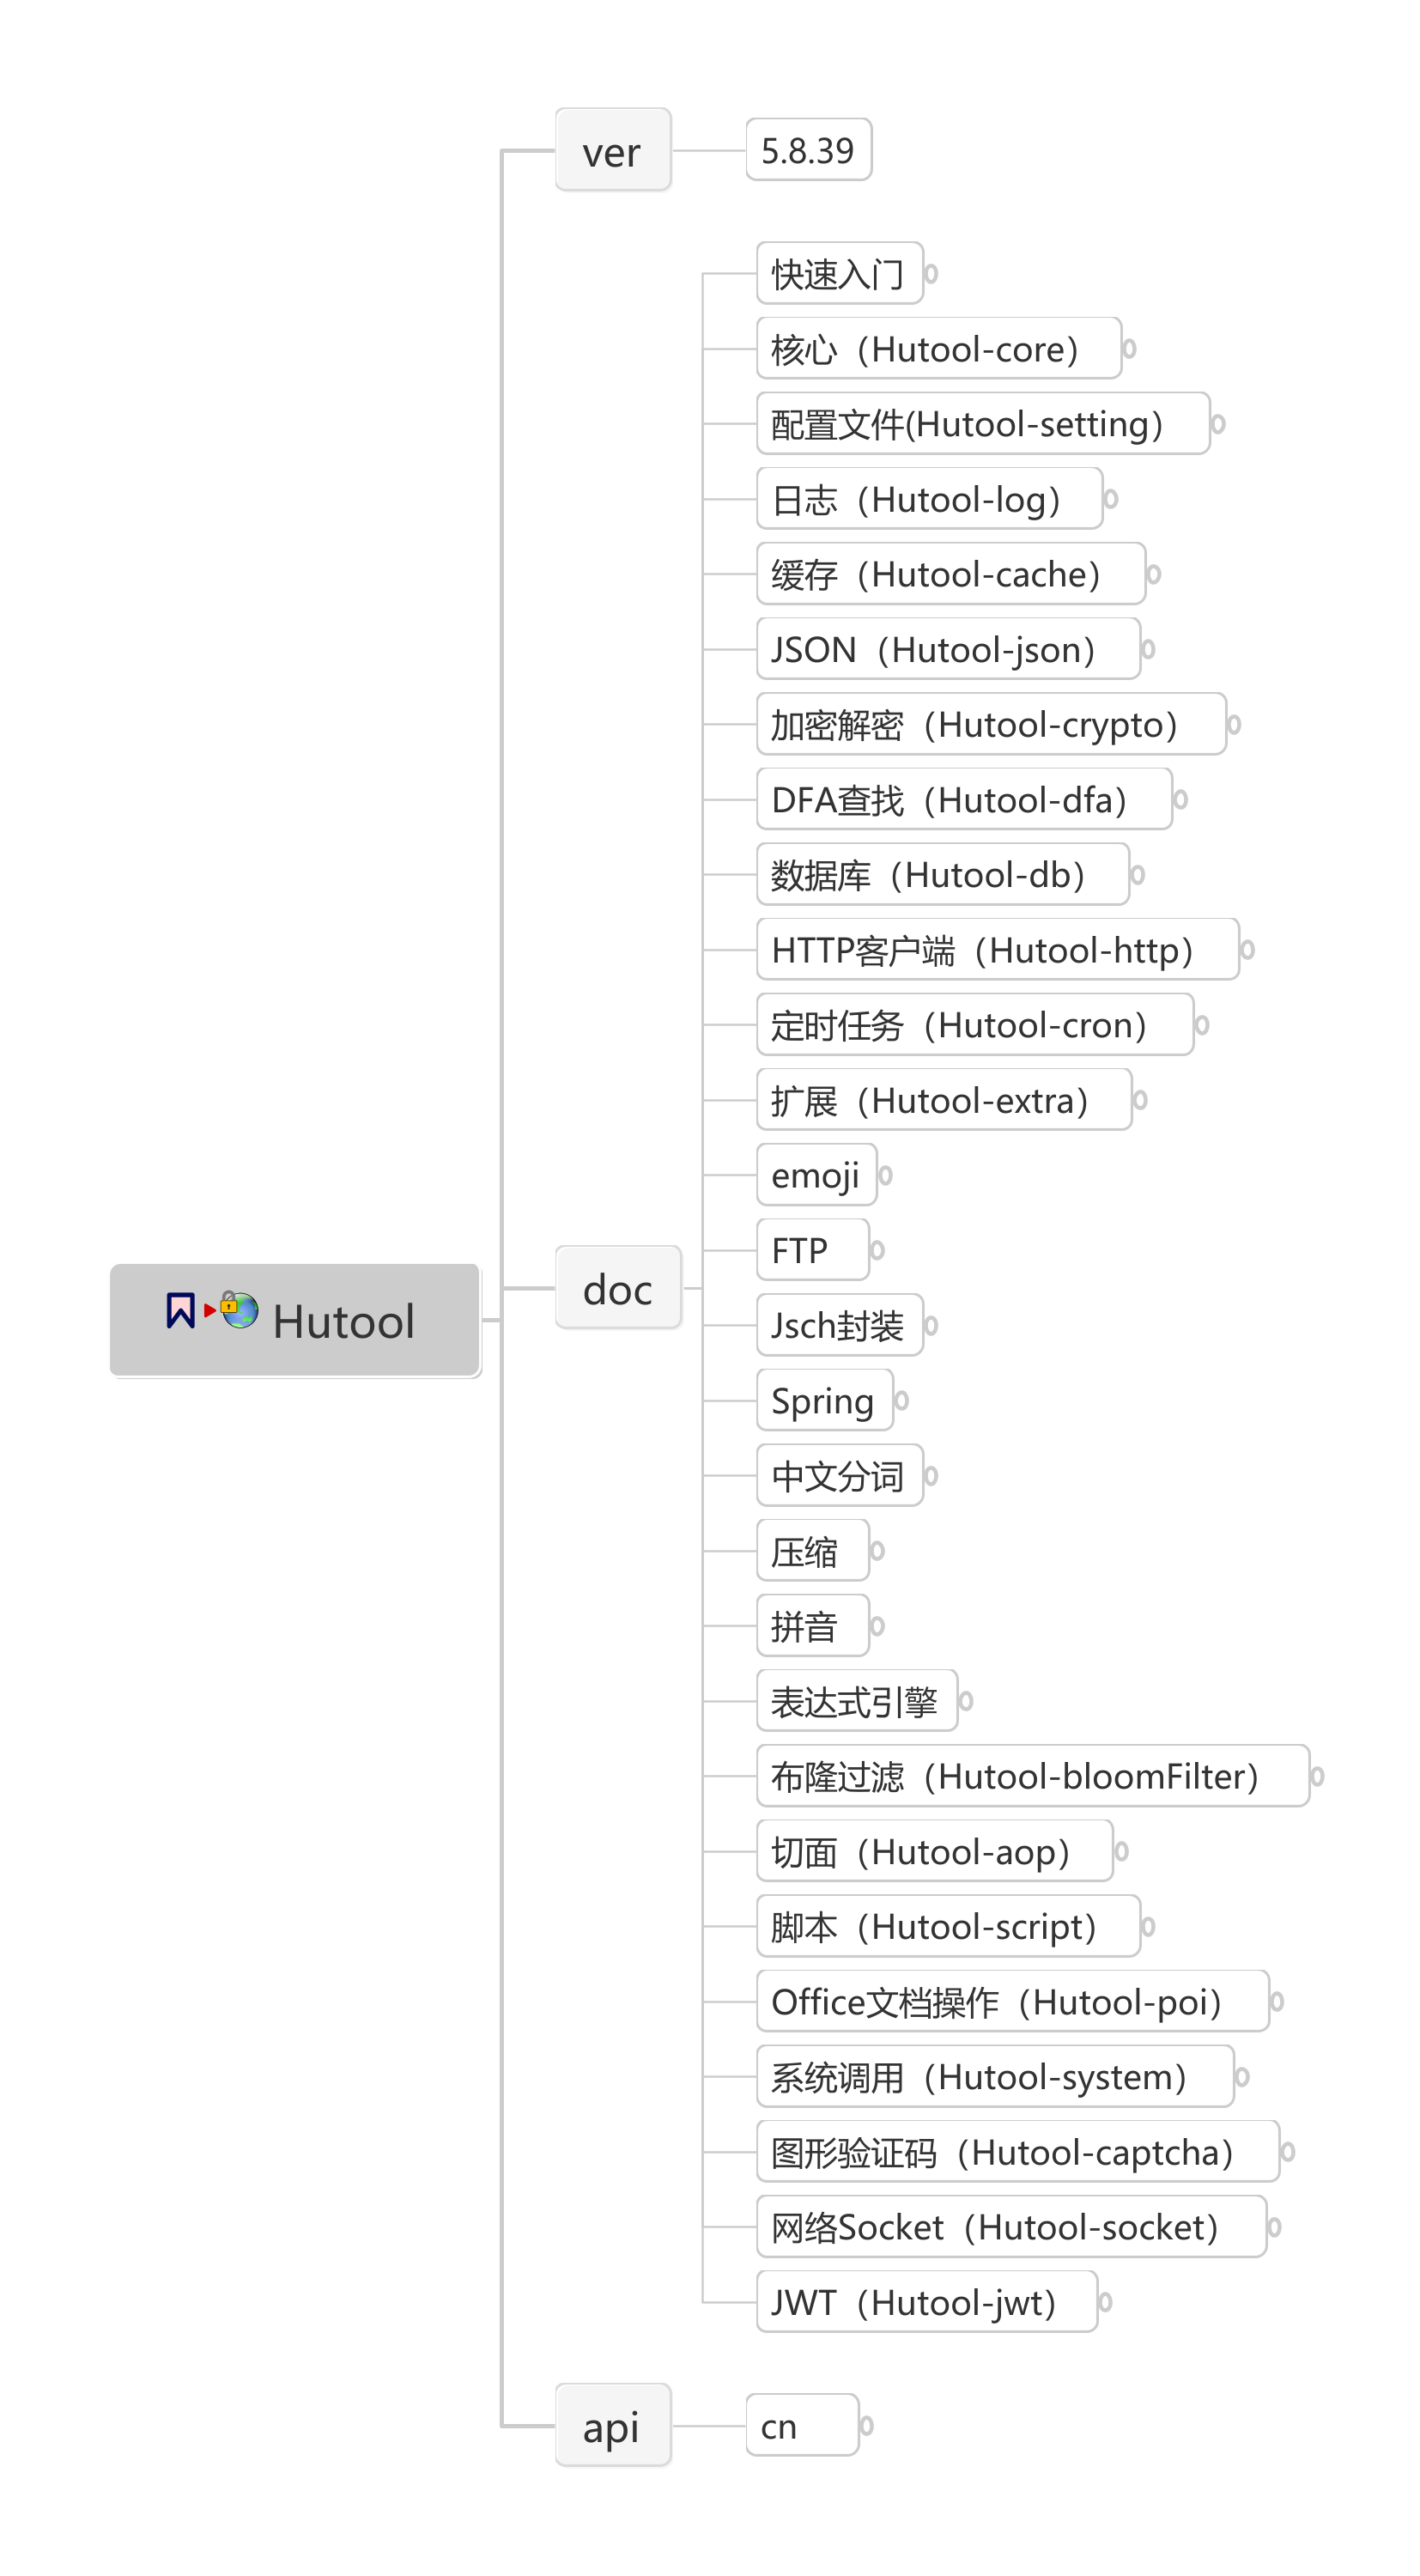 ver
5.8.39
快速入门
核心（Hutool-core）
配置文件(Hutool-setting）
日志（Hutool-log）
缓存（Hutool-cache）
JSON（Hutool-json）
加密解密（Hutool-crypto）
DFA查找（Hutool-dfa）
数据库（Hutool-db）
HTTP客户端（Hutool-http）
定时任务（Hutool-cron）
扩展（Hutool-extra）
emoji
FTP
doc
Hutool
Jsch封装
Spring
中文分词
压缩
拼音
表达式引擎
布隆过滤（Hutool-bloomFilter）
切面（Hutool-aop）
脚本（Hutool-script）
Office文档操作（Hutool-poi）
系统调用（Hutool-system）
图形验证码（Hutool-captcha）
网络Socket（Hutool-socket）
JWT（Hutool-jwt）
api
cn